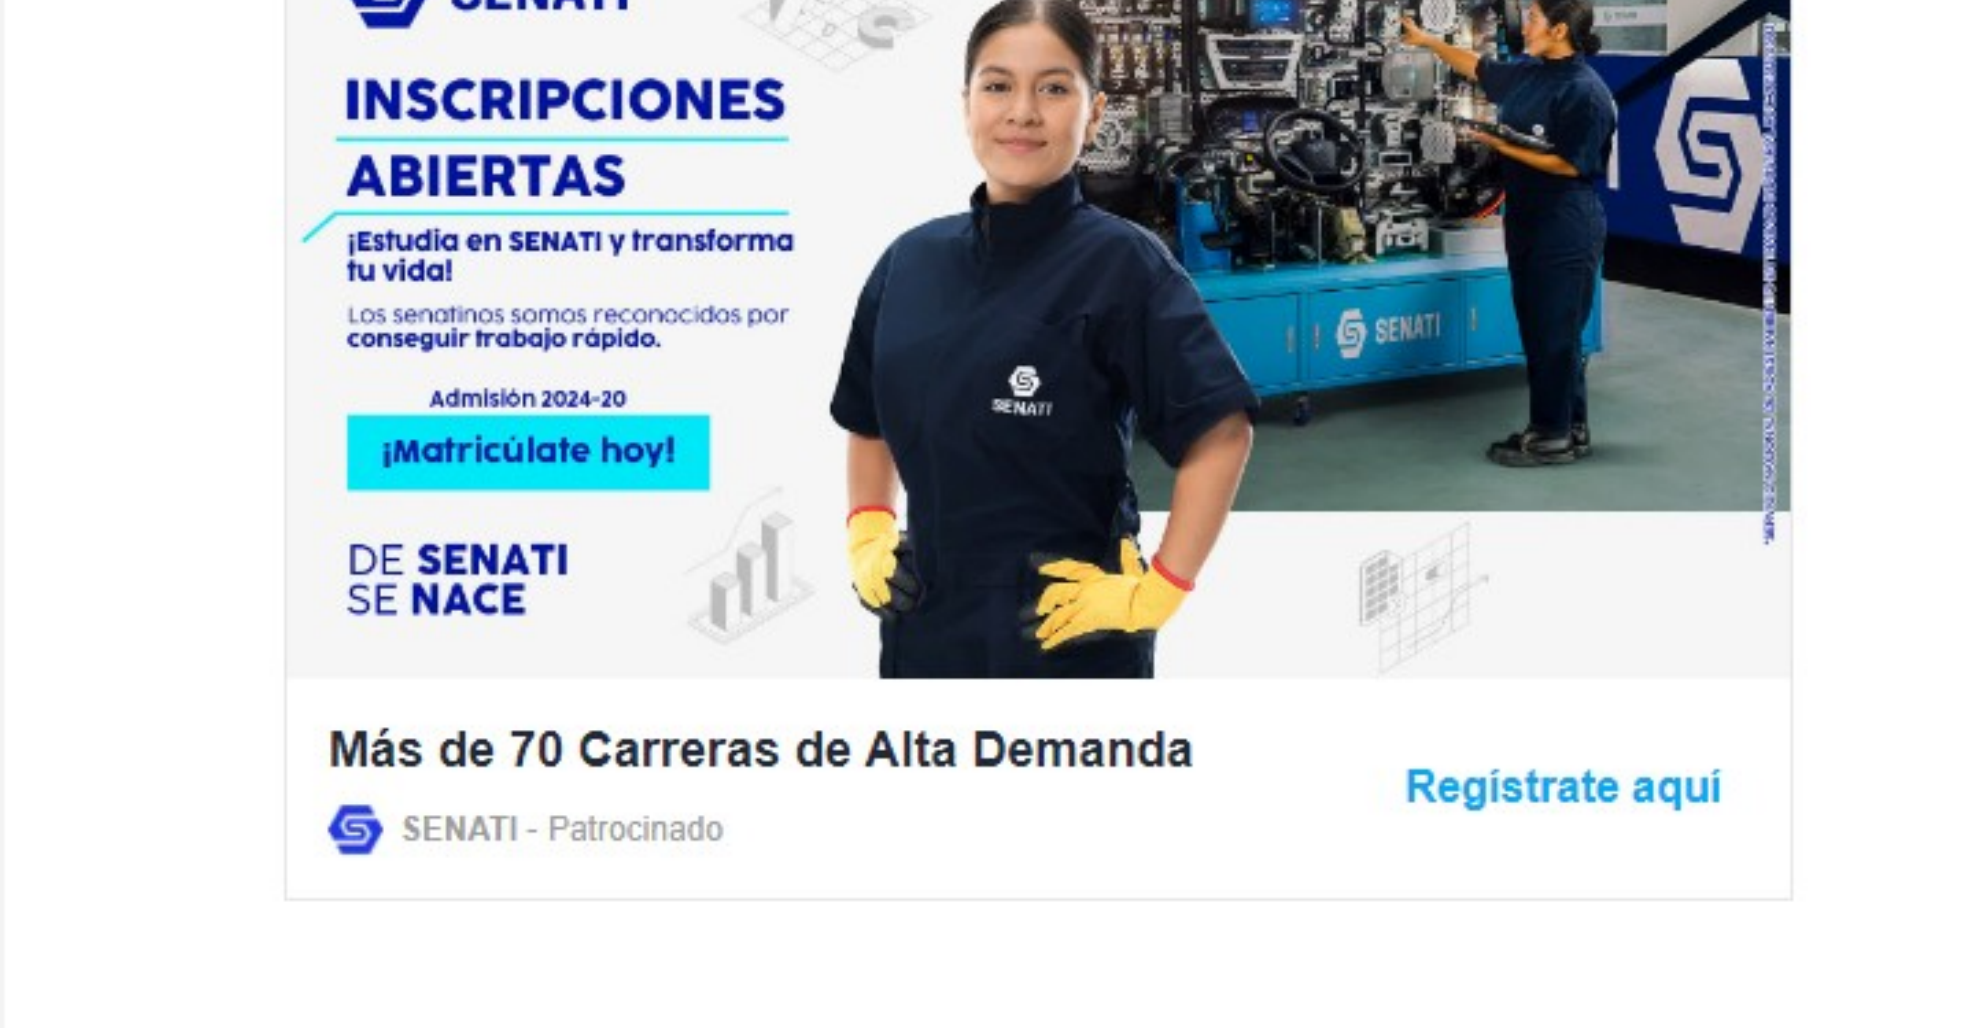 SENATI
INSCRIPCIONES
ABIERTAS
¡Estudia en SENATI y transforma
tu vida!
Los senatinos somos reconocidos por
conseguir trabajo rápido.
Admisión 2024-20
¡Matricúlate hoy!
DE SENATI
SE NACE
SENATI
SENATI
Más de 70 Carreras de Alta Demanda
SENATI - Patrocinado
Regístrate aquí